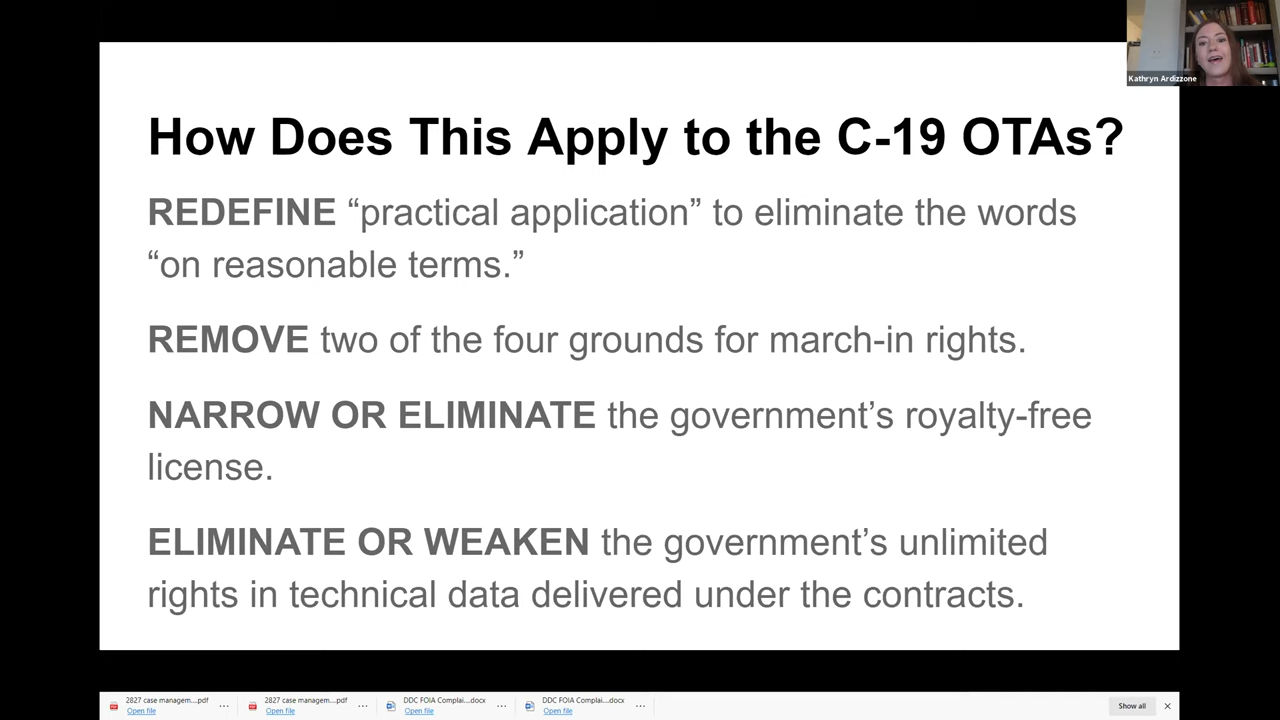 Kathryn Ardizzone
How Does This Apply to the C-19 OTAs?
REDEFINE “practical application” to eliminate the words
“on reasonable terms.”
REMOVE two of the four grounds for march-in rights.
NARROW OR ELIMINATE the government’s royalty-free
license.
ELIMINATE OR WEAKEN the government’s unlimited
rights in technical data delivered under the contracts.
2827 case managem....pdf
Open file
2827 case managem....pdf
Open file
DDC FOIA Complai....docx
Open file
DDC FOIA Complai....docx
Open file
Show all